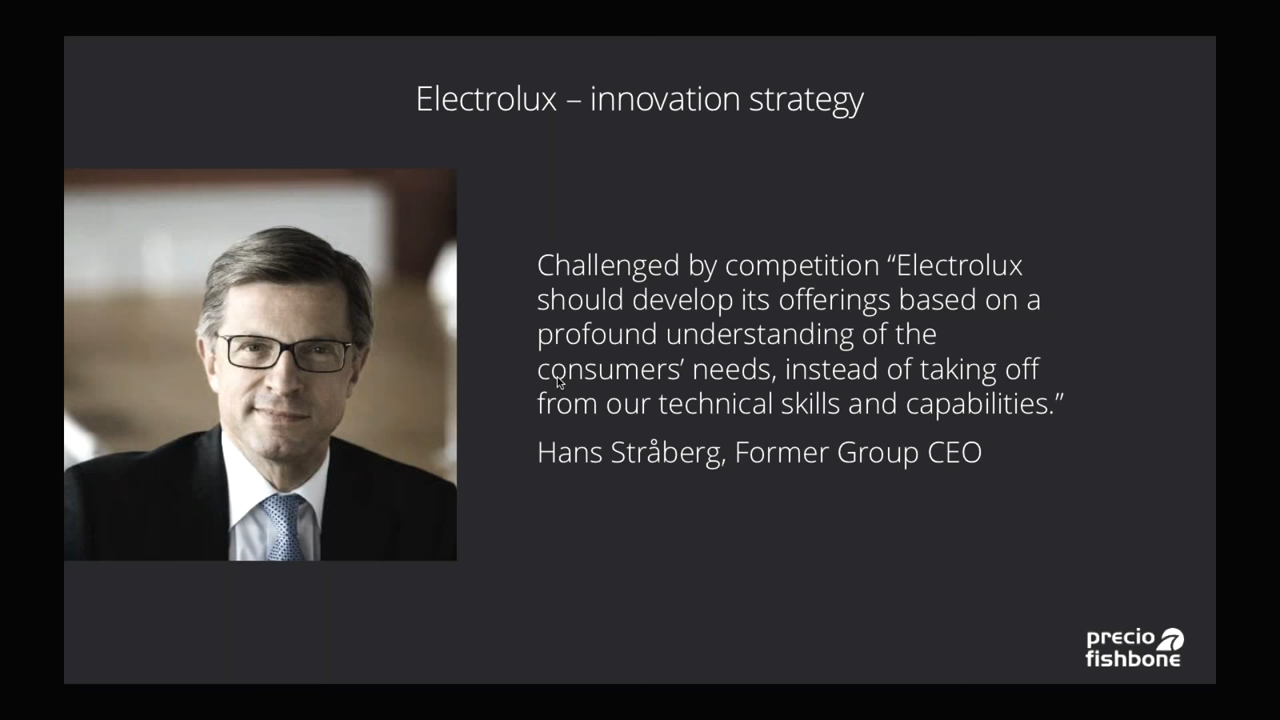 Electrolux – innovation strategy
Challenged by competition “Electrolux
should develop its offerings based on a
profound understanding of the
consumers’ needs, instead of taking off
from our technical skills and capabilities.”
Hans Stråberg, Former Group CEO
precio
fishbone